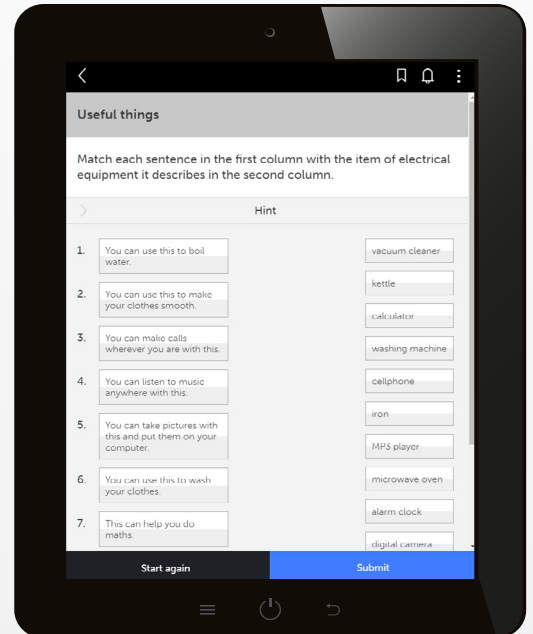 Useful things
Match each sentence in the first column with the item of electrical
equipment it describes in the second column.
Hint
1. You can use this to boil
water.
2. You can use this to make
your clothes smooth.
3. You can make calls
wherever you are with this.
4. You can listen to music
anywhere with this.
5. You can take pictures with
this and put them on your
computer.
6. You can use this to wash
your clothes.
7. This can help you do
maths.
vacuum cleaner
kettle
calculator
washing machine
cellphone
iron
MP3 player
microwave oven
alarm clock
digital camera
Start again
Submit